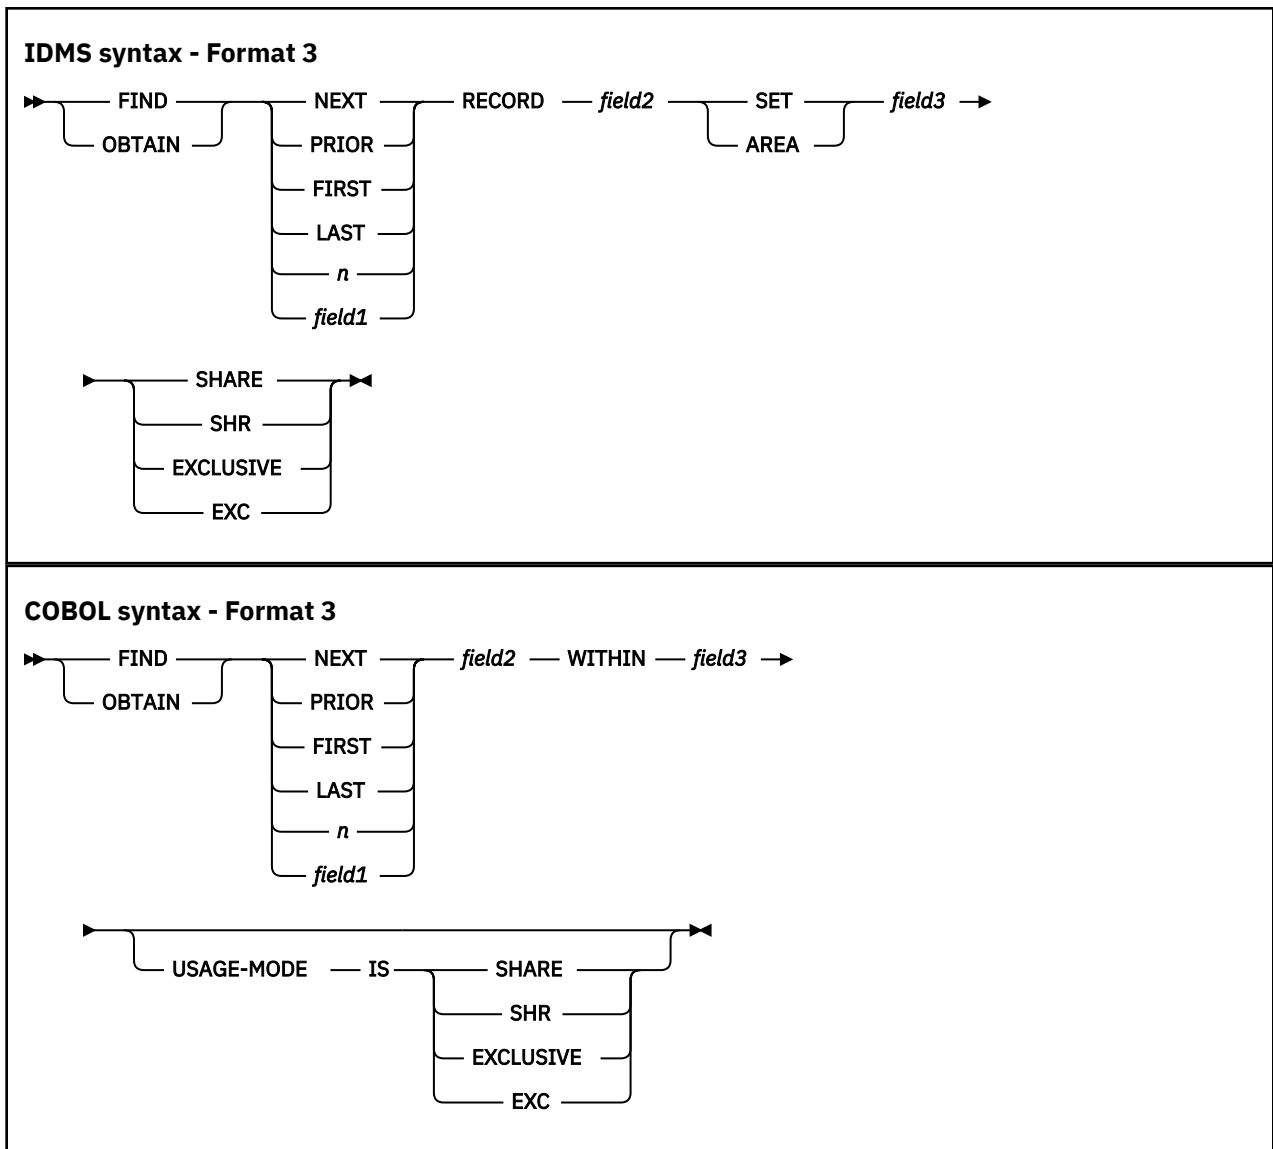 IDMS syntax - Format 3
FIND NEXT RECORD field2 SET field3
OBTAIN PRIOR AREA
FIRST
LAST
n
field1
SHARE
SHR
EXCLUSIVE
EXC
COBOL syntax - Format 3
FIND NEXT field2 WITHIN field3
OBTAIN PRIOR
FIRST
LAST
n
field1
USAGE-MODE IS SHARE
SHR
EXCLUSIVE
EXC